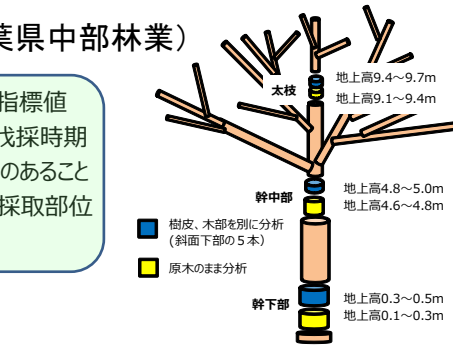 葉県中部林業）
指標値
伐採時期
のあること
採取部位
太枝
地上高9.4～9.7m
地上高9.1～9.4m
幹中部
地上高4.8～5.0m
地上高4.6～4.8m
樹皮、木部を別に分析
(斜面下部の５本)
原木のまま分析
幹下部
地上高0.3～0.5m
地上高0.1～0.3m